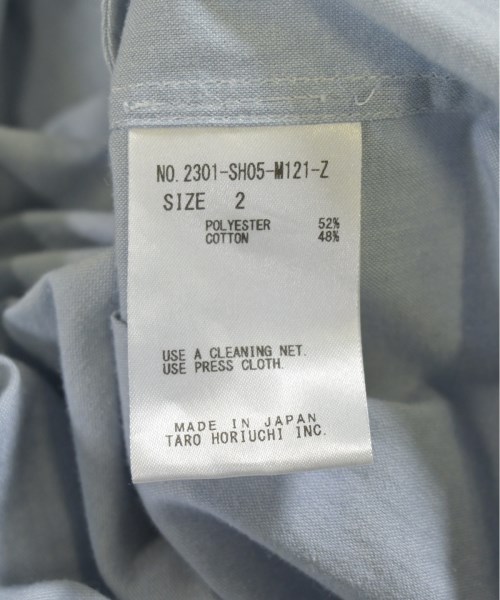 NO. 2301-SH05-M121-Z
SIZE 2
POLYESTER 52%
COTTON 48%
USE A CLEANING NET.
USE PRESS CLOTH.
MADE IN JAPAN
TARO HORIUCHI INC.